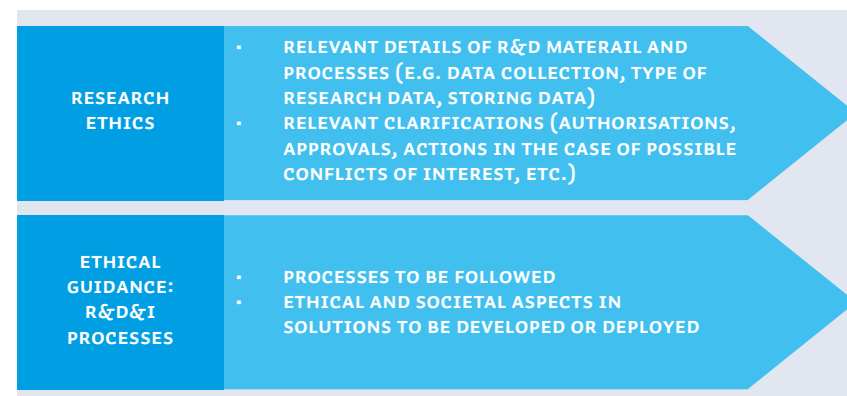 RESEARCH
ETHICS
▪ RELEVANT DETAILS OF R&D MATERAIL AND
PROCESSES (E.G. DATA COLLECTION, TYPE OF
RESEARCH DATA, STORING DATA)
▪ RELEVANT CLARIFICATIONS (AUTHORISATIONS,
APPROVALS, ACTIONS IN THE CASE OF POSSIBLE
CONFLICTS OF INTEREST, ETC.)
ETHICAL
GUIDANCE:
R&D&I
PROCESSES
▪ PROCESSES TO BE FOLLOWED
▪ ETHICAL AND SOCIETAL ASPECTS IN
SOLUTIONS TO BE DEVELOPED OR DEPLOYED